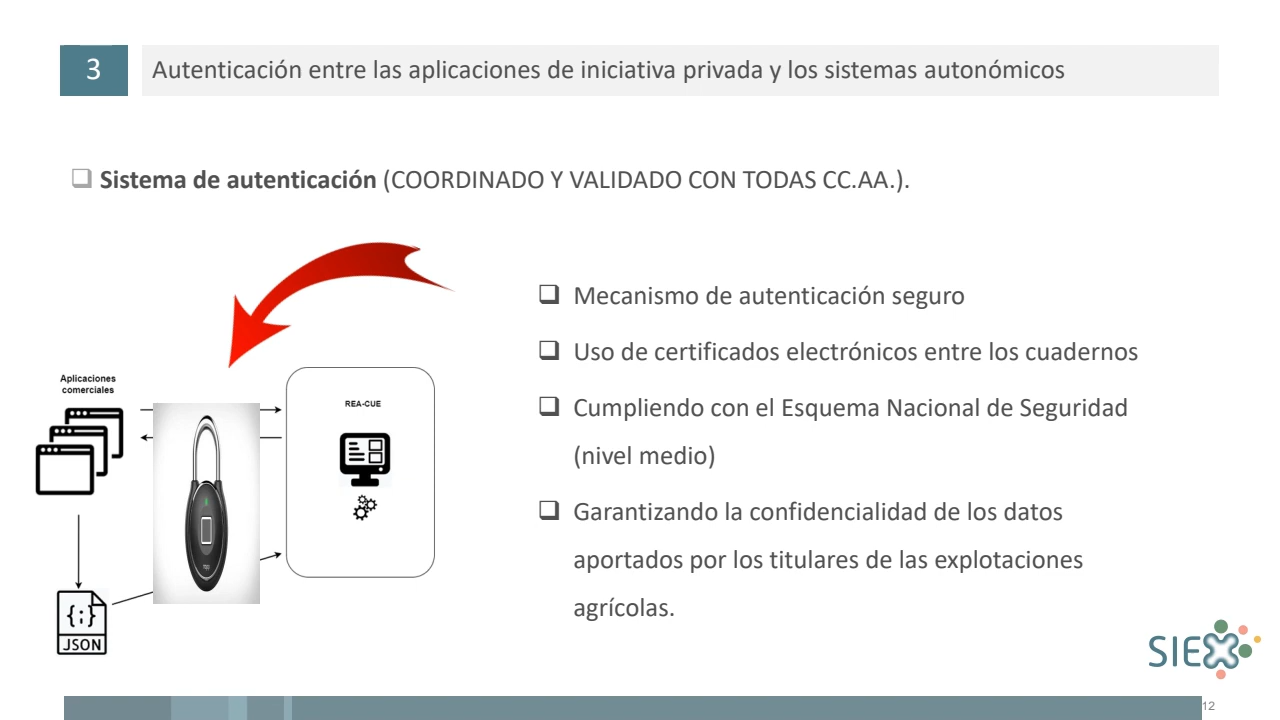 3
Autenticación entre las aplicaciones de iniciativa privada y los sistemas autonómicos
Sistema de autenticación (COORDINADO Y VALIDADO CON TODAS CC.AA.).
Aplicaciones
comerciales
REA-CUE
{;}
JSON
Mecanismo de autenticación seguro
Uso de certificados electrónicos entre los cuadernos
Cumpliendo con el Esquema Nacional de Seguridad
(nivel medio)
Garantizando la confidencialidad de los datos
aportados por los titulares de las explotaciones
agrícolas.
SIEX
12